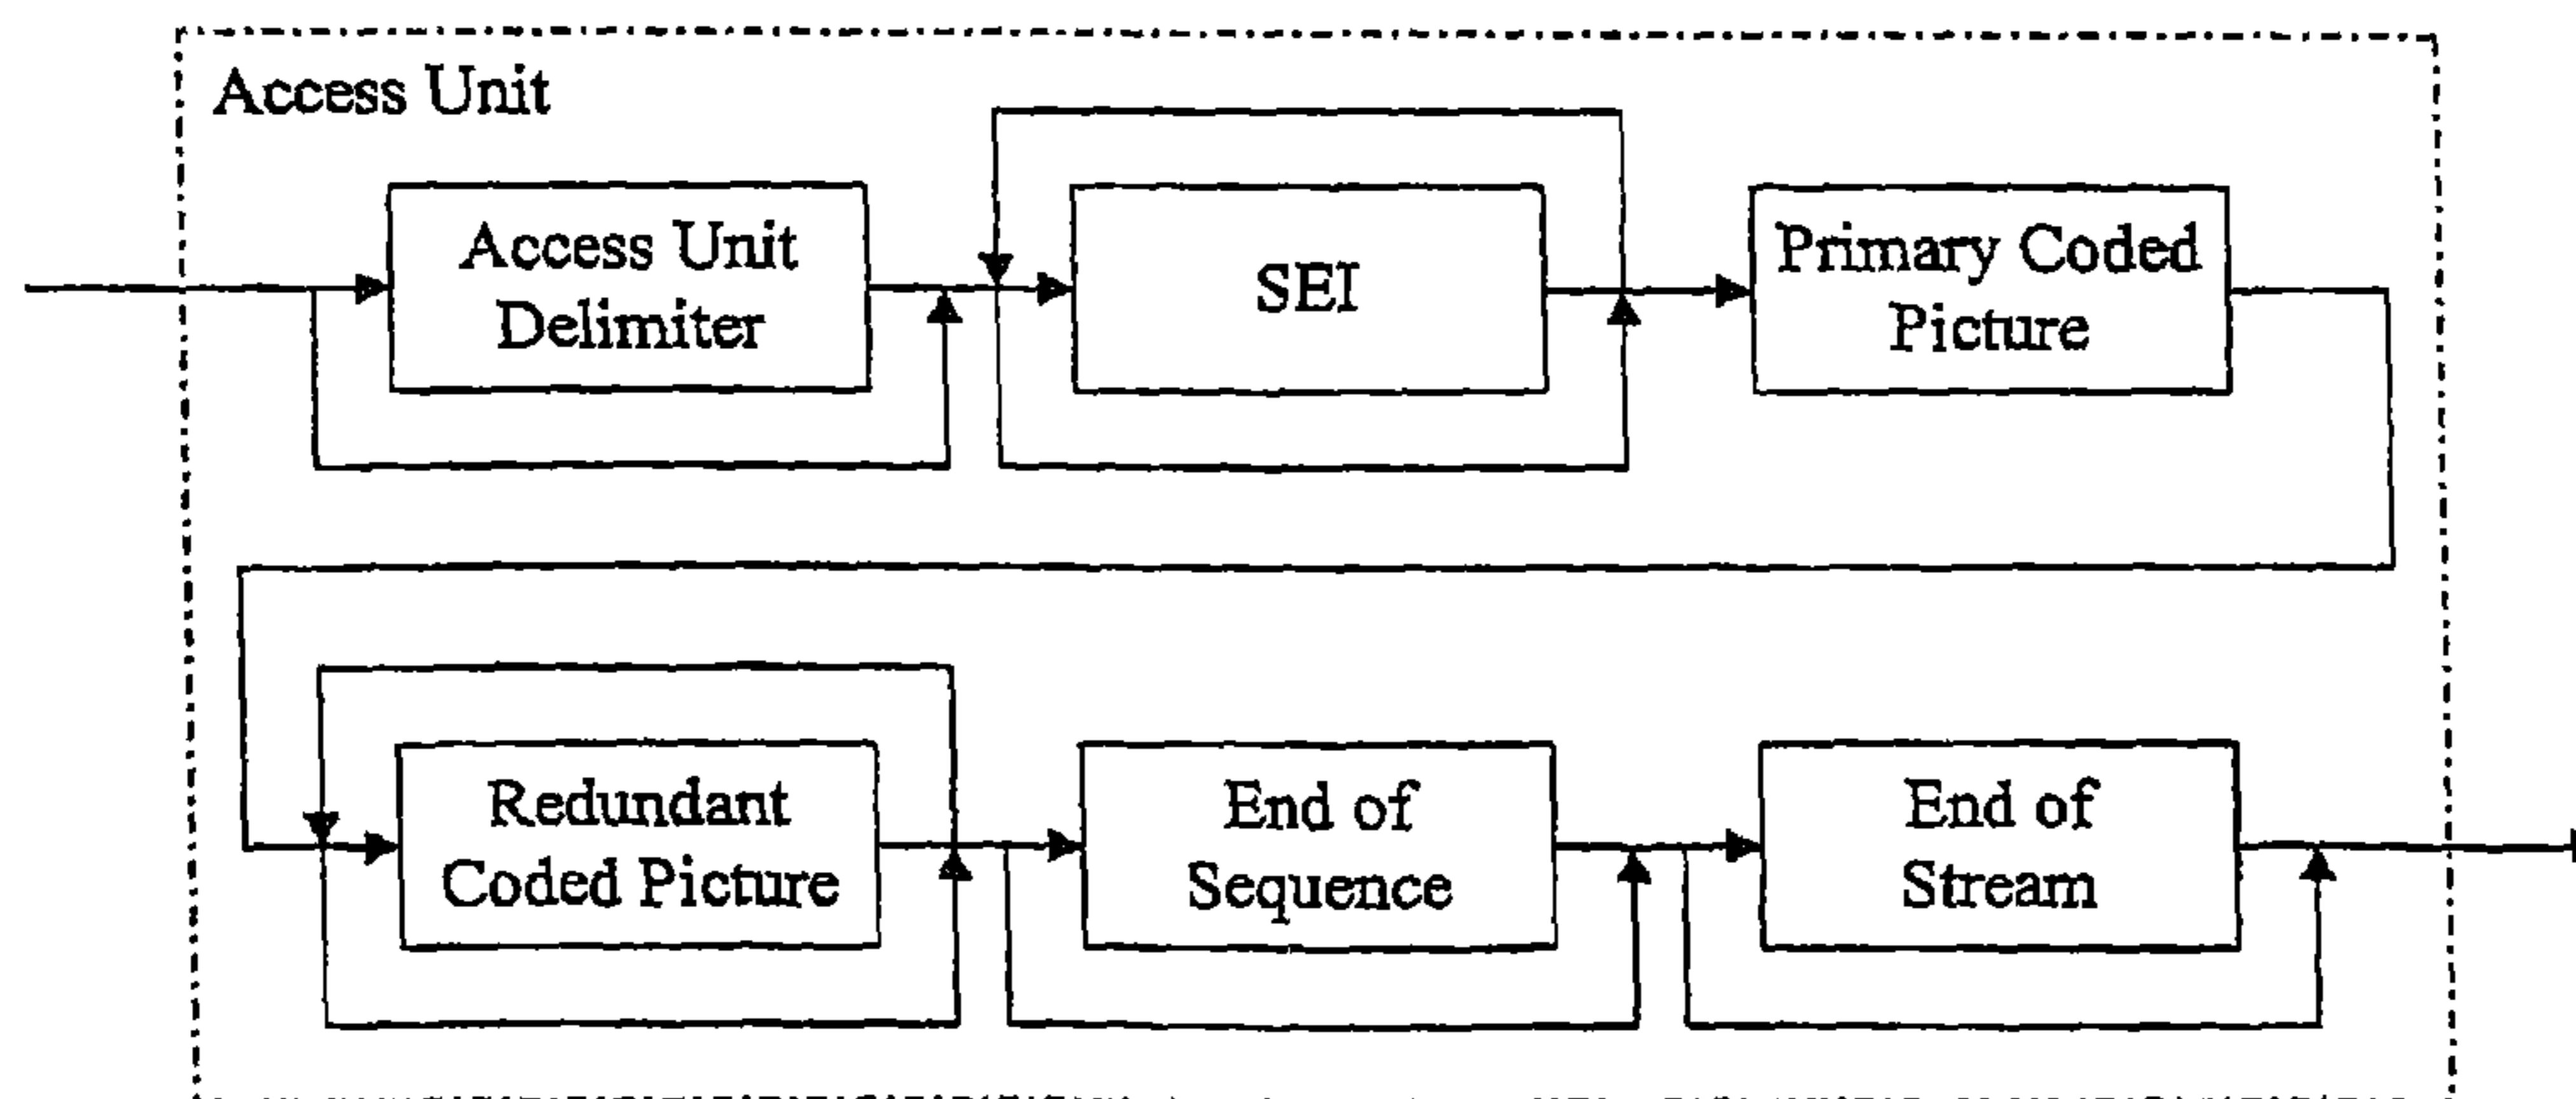 Access Unit
Access Unit
Delimiter
SEI
Primary Coded
Picture
Redundant
Coded Picture
End of
Sequence
End of
Stream